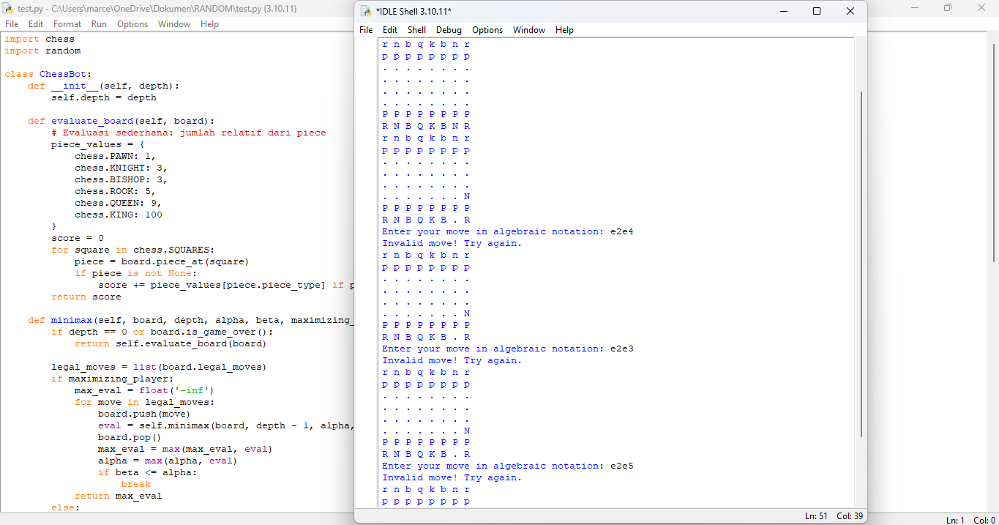 test.py - C:\Users\marce\OneDrive\Dokumen\RANDOM\test.py (3.10.11)
File Edit Format Run Options Window Help
import chess
import random
class ChessBot:
def __init__(self, depth):
self.depth = depth
def evaluate_board(self, board):
# Evaluasi sederhana: jumlah relatif dari piece
piece_values = {
chess.PAWN: 1,
chess.KNIGHT: 3,
chess.BISHOP: 3,
chess.ROOK: 5,
chess.QUEEN: 9,
chess.KING: 100
}
score = 0
for square in chess.SQUARES:
piece = board.piece_at(square)
if piece is not None:
score += piece_values[piece.piece_type] if p
return score
def minimax(self, board, depth, alpha, beta, maximizing_
if depth == 0 or board.is_game_over():
return self.evaluate_board(board)
legal_moves = list(board.legal_moves)
if maximizing_player:
max_eval = float('-inf')
for move in legal_moves:
board.push(move)
eval = self.minimax(board, depth - 1, alpha,
board.pop()
max_eval = max(max_eval, eval)
alpha = max(alpha, eval)
if beta <= alpha:
break
return max_eval
else:
*IDLE Shell 3.10.11*
File Edit Shell Debug Options Window Help
r n b q k b n r
p p p p p p p p
. . . . . . . .
. . . . . . . .
. . . . . . . .
. . . . . . . .
P P P P P P P P
R N B Q K B N R
r n b q k b n r
p p p p p p p p
. . . . . . . .
. . . . . . . .
. . . . . . . .
. . . . . . . N
P P P P P P P P
R N B Q K B . R
Enter your move in algebraic notation: e2e4
Invalid move! Try again.
r n b q k b n r
p p p p p p p p
. . . . . . . .
. . . . . . . .
. . . . . . . .
. . . . . . . N
P P P P P P P P
R N B Q K B . R
Enter your move in algebraic notation: e2e3
Invalid move! Try again.
r n b q k b n r
p p p p p p p p
. . . . . . . .
. . . . . . . .
. . . . . . . .
. . . . . . . N
P P P P P P P P
R N B Q K B . R
Enter your move in algebraic notation: e2e5
Invalid move! Try again.
r n b q k b n r
p p p p p p p p
Ln: 51 Col: 39
Ln: 1 Col: 0